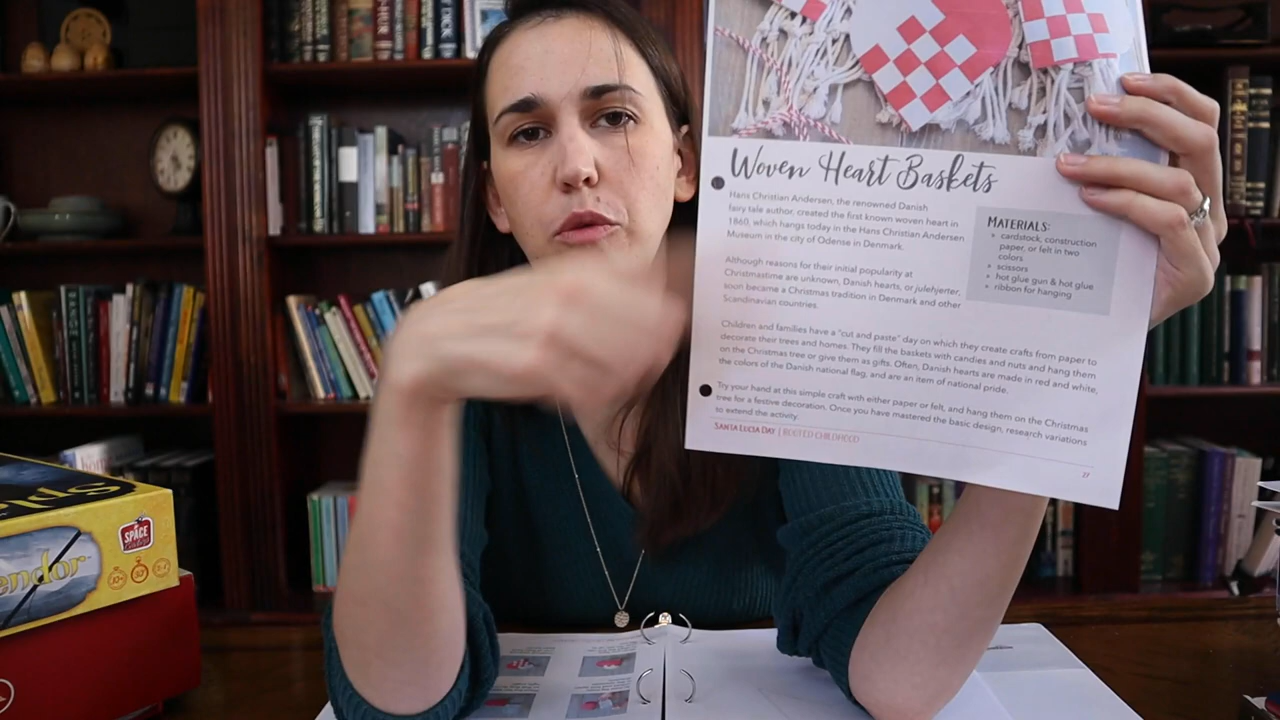 Woven Heart Baskets
Hans Christian Andersen, the renowned Danish
fairy tale author, created the first known woven heart in
1860, which hangs today in the Hans Christian Andersen
Museum in the city of Odense in Denmark.
Although reasons for their initial popularity at
Christmastime are unknown, Danish hearts, or julehjerter,
soon became a Christmas tradition in Denmark and other
Scandinavian countries.
MATERIALS:
cardstock, construction
paper, or felt in two
colors
scissors
hot glue gun & hot glue
ribbon for hanging
Children and families have a "cut and paste" day on which they create crafts from paper to
decorate their trees and homes. They fill the baskets with candies and nuts and hang them
on the Christmas tree or give them as gifts. Often, Danish hearts are made in red and white,
the colors of the Danish national flag, and are an item of national pride.
Try your hand at this simple craft with either paper or felt, and hang them on the Christmas
tree for a festive decoration. Once you have mastered the basic design, research variations
to extend the activity.
SANTA LUCIA DAY | ROOTED CHILDHOOD
27
SPACE
endor